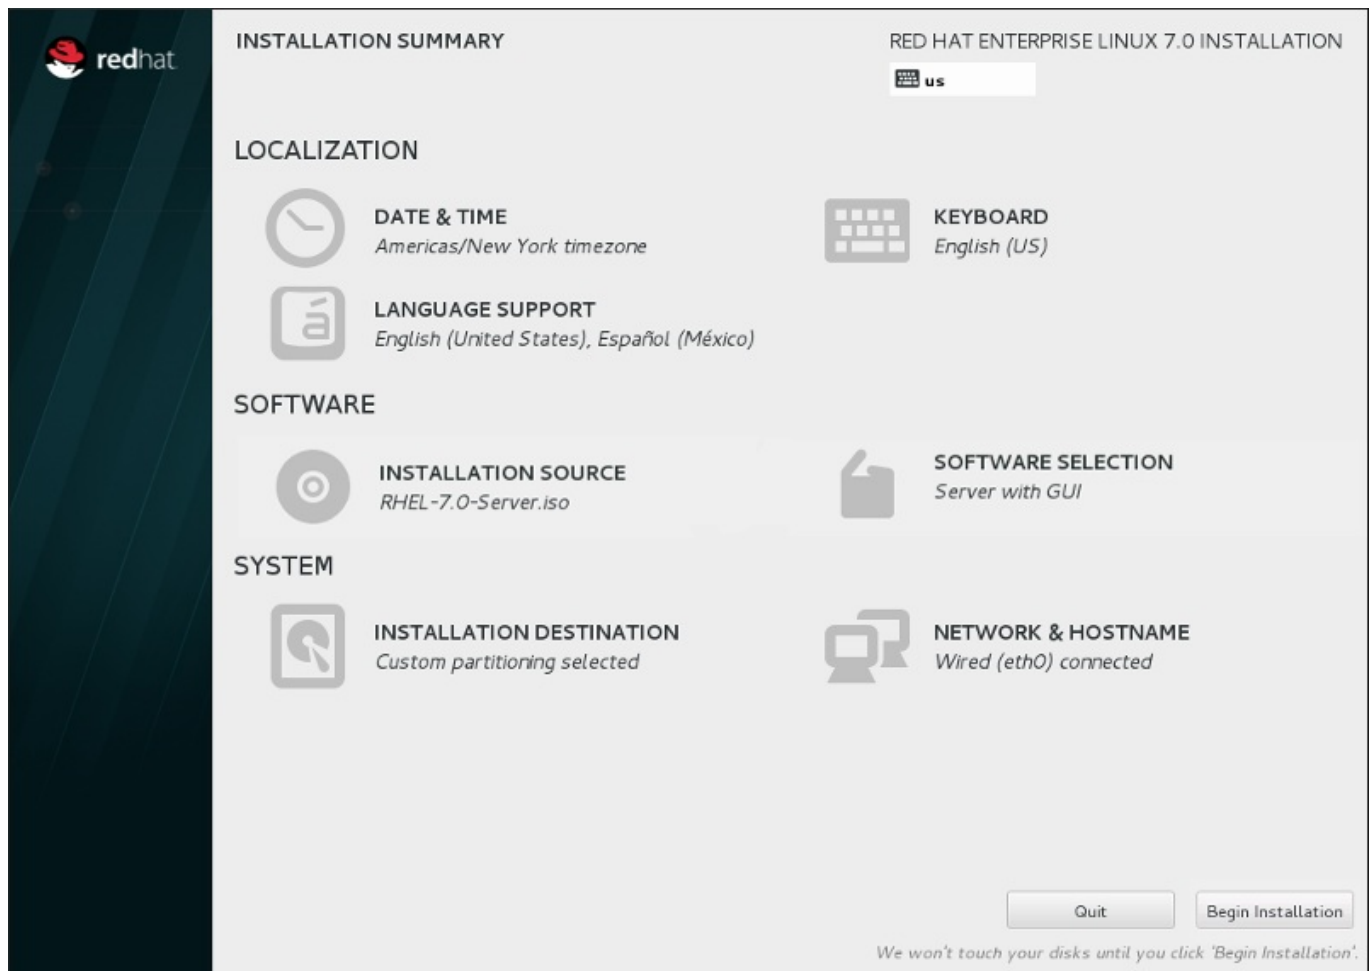 redhat
INSTALLATION SUMMARY
RED HAT ENTERPRISE LINUX 7.0 INSTALLATION
us
LOCALIZATION
DATE & TIME
Americas/New York timezone
KEYBOARD
English (US)
LANGUAGE SUPPORT
English (United States), Español (México)
SOFTWARE
INSTALLATION SOURCE
RHEL-7.0-Server.iso
SOFTWARE SELECTION
Server with GUI
SYSTEM
INSTALLATION DESTINATION
Custom partitioning selected
NETWORK & HOSTNAME
Wired (eth0) connected
Quit
Begin Installation
We won't touch your disks until you click 'Begin Installation'.